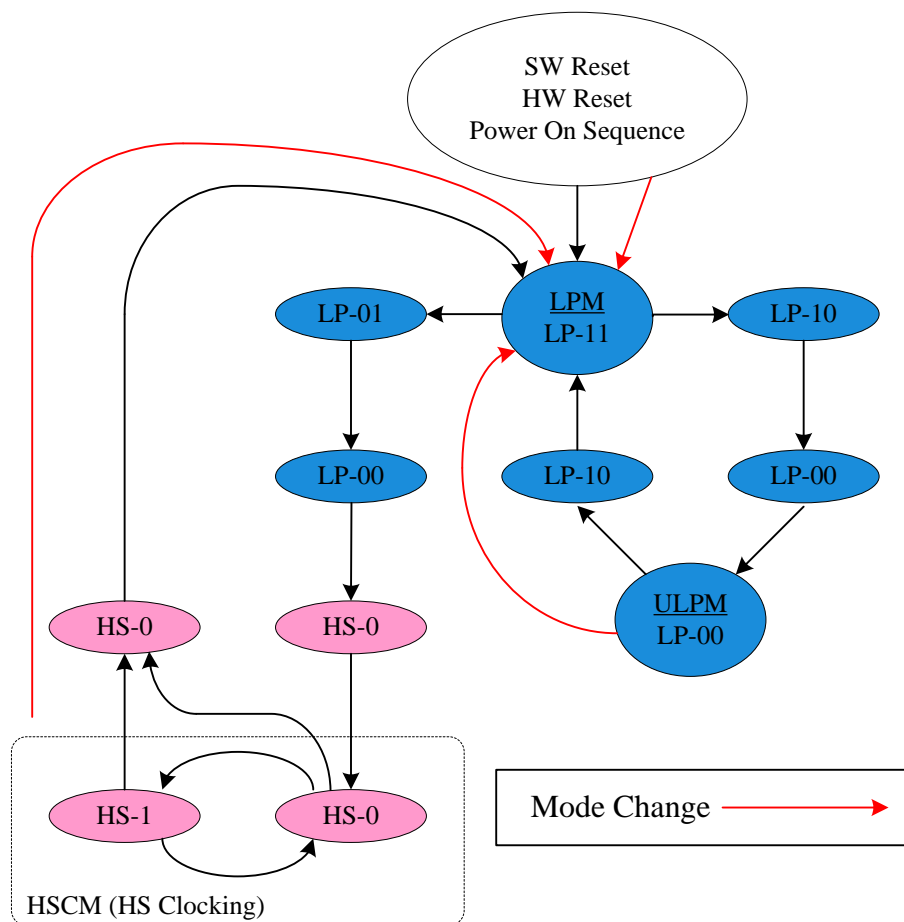 SW Reset
HW Reset
Power On Sequence
LP-01
LPM
LP-11
LP-10
LP-00
LP-10
LP-00
ULPM
LP-00
HS-0
HS-0
HS-1
HS-0
Mode Change
HSCM (HS Clocking)